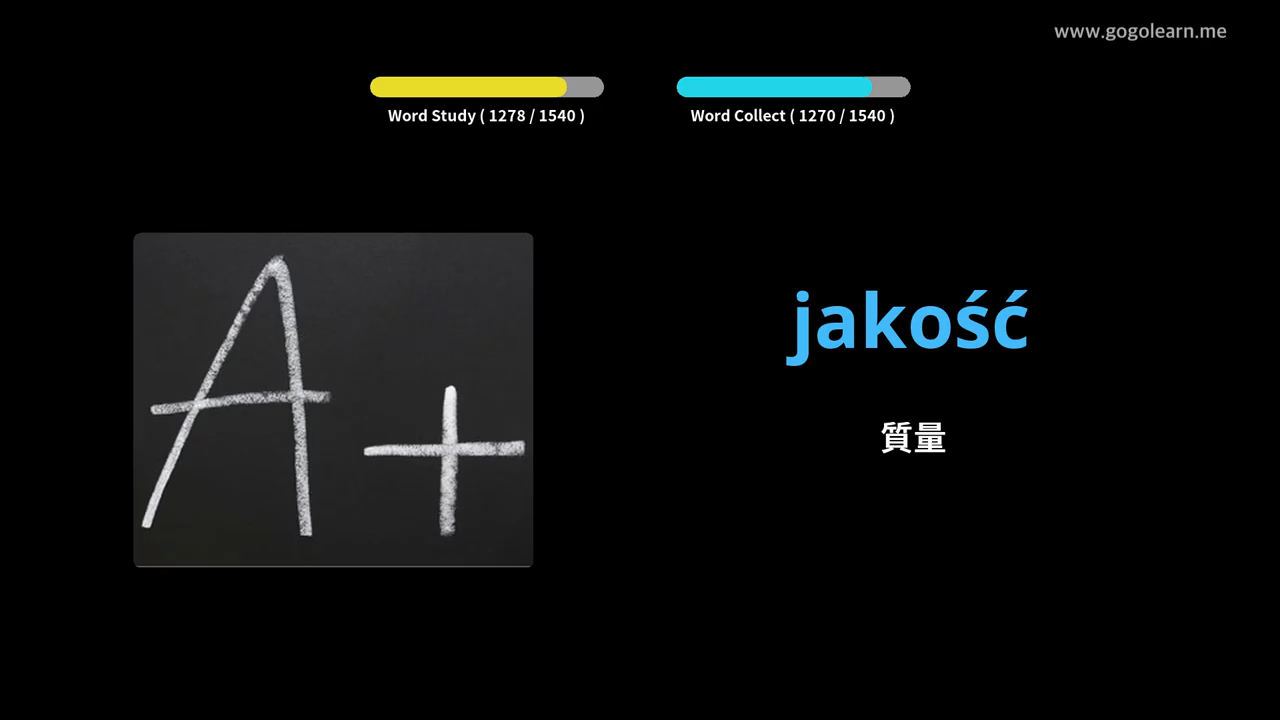 www.gogolearn.me
Word Study ( 1278 / 1540 )
Word Collect ( 1270 / 1540 )
A+
jakość
質量